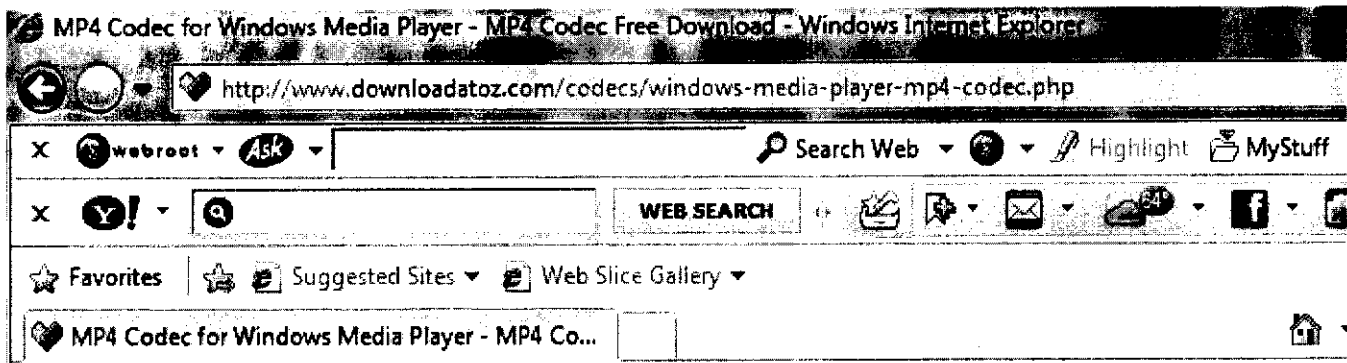 MP4 Codec for Windows Media Player - MP4 Codec Free Download - Windows Internet Explorer
http://www.downloadatoz.com/codecs/windows-media-player-mp4-codec.php
x webroot Ask Search Web Highlight MyStuff
x Y! WEB SEARCH 64° f
Favorites Suggested Sites Web Slice Gallery
MP4 Codec for Windows Media Player - MP4 Co...